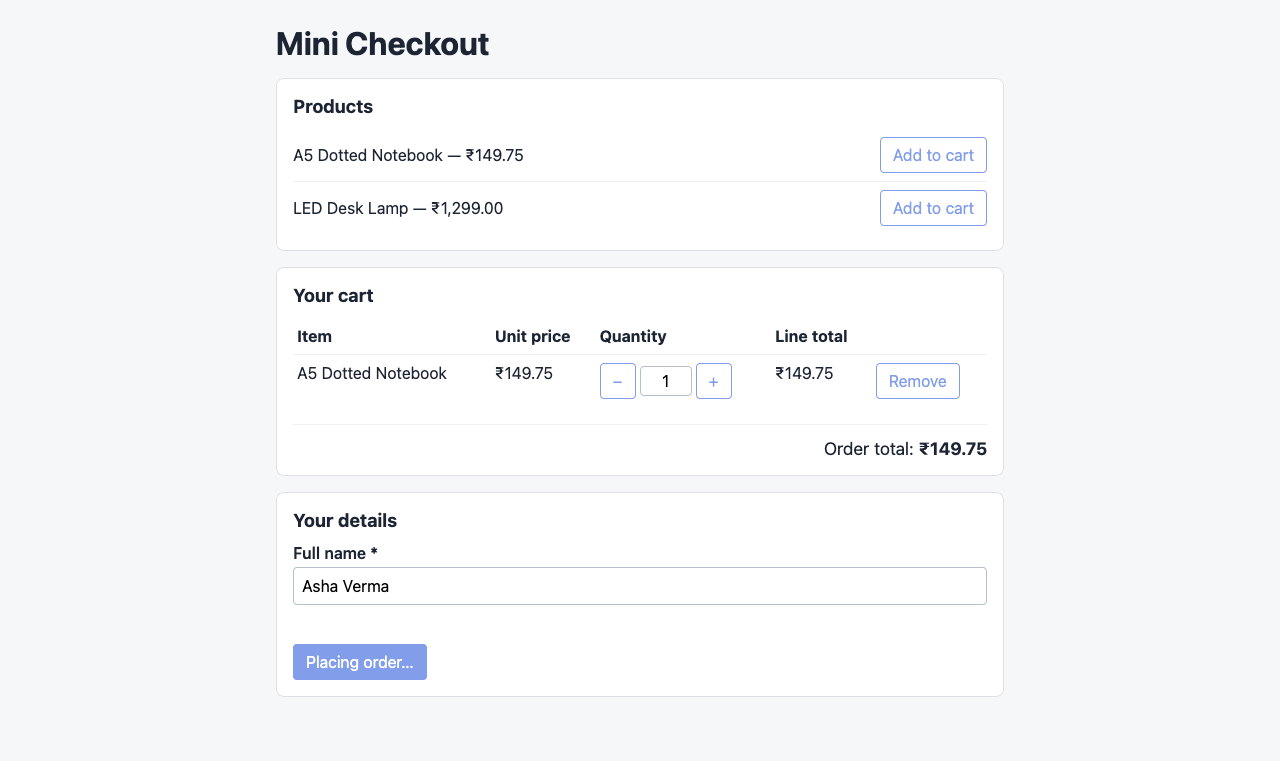 Mini Checkout
Products
A5 Dotted Notebook — ₹149.75 Add to cart
LED Desk Lamp — ₹1,299.00 Add to cart
Your cart
Item Unit price Quantity Line total
A5 Dotted Notebook ₹149.75 − 1 + ₹149.75 Remove
Order total: ₹149.75
Your details
Full name *
Asha Verma
Placing order...